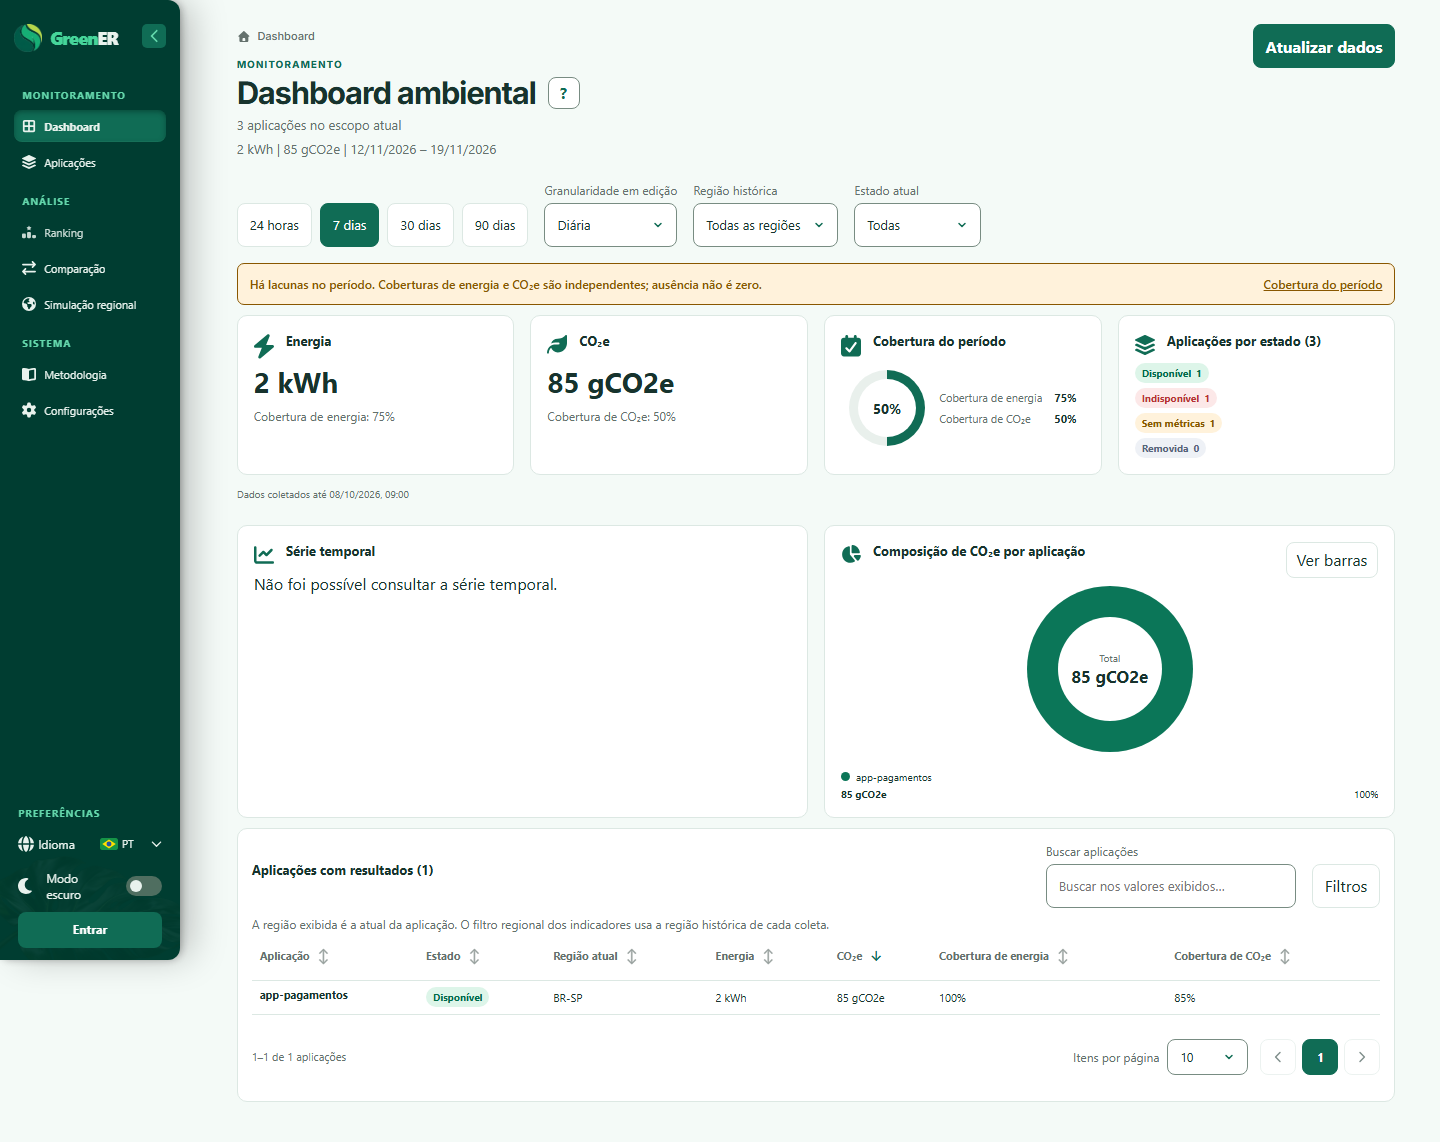 GreenER
MONITORAMENTO
Dashboard
Aplicações
ANÁLISE
Ranking
Comparação
Simulação regional
SISTEMA
Metodologia
Configurações
PREFERÊNCIAS
Idioma PT
Modo
escuro
Entrar
Dashboard
MONITORAMENTO
Dashboard ambiental ?
3 aplicações no escopo atual
2 kWh | 85 gCO2e | 12/11/2026 – 19/11/2026
Atualizar dados
Granularidade em edição Região histórica Estado atual
24 horas 7 dias 30 dias 90 dias Diária Todas as regiões Todas
Há lacunas no período. Coberturas de energia e CO₂e são independentes; ausência não é zero. Cobertura do período
Energia
2 kWh
Cobertura de energia: 75%
CO₂e
85 gCO2e
Cobertura de CO₂e: 50%
Cobertura do período
50%
Cobertura de energia 75%
Cobertura de CO₂e 50%
Aplicações por estado (3)
Disponível 1
Indisponível 1
Sem métricas 1
Removida 0
Dados coletados até 08/10/2026, 09:00
Série temporal
Não foi possível consultar a série temporal.
Composição de CO₂e por aplicação
Ver barras
Total
85 gCO2e
app-pagamentos
85 gCO2e 100%
Aplicações com resultados (1)
Buscar aplicações
Buscar nos valores exibidos...
Filtros
A região exibida é a atual da aplicação. O filtro regional dos indicadores usa a região histórica de cada coleta.
Aplicação Estado Região atual Energia CO₂e Cobertura de energia Cobertura de CO₂e
app-pagamentos Disponível BR-SP 2 kWh 85 gCO2e 100% 85%
1–1 de 1 aplicações
Itens por página 10 1